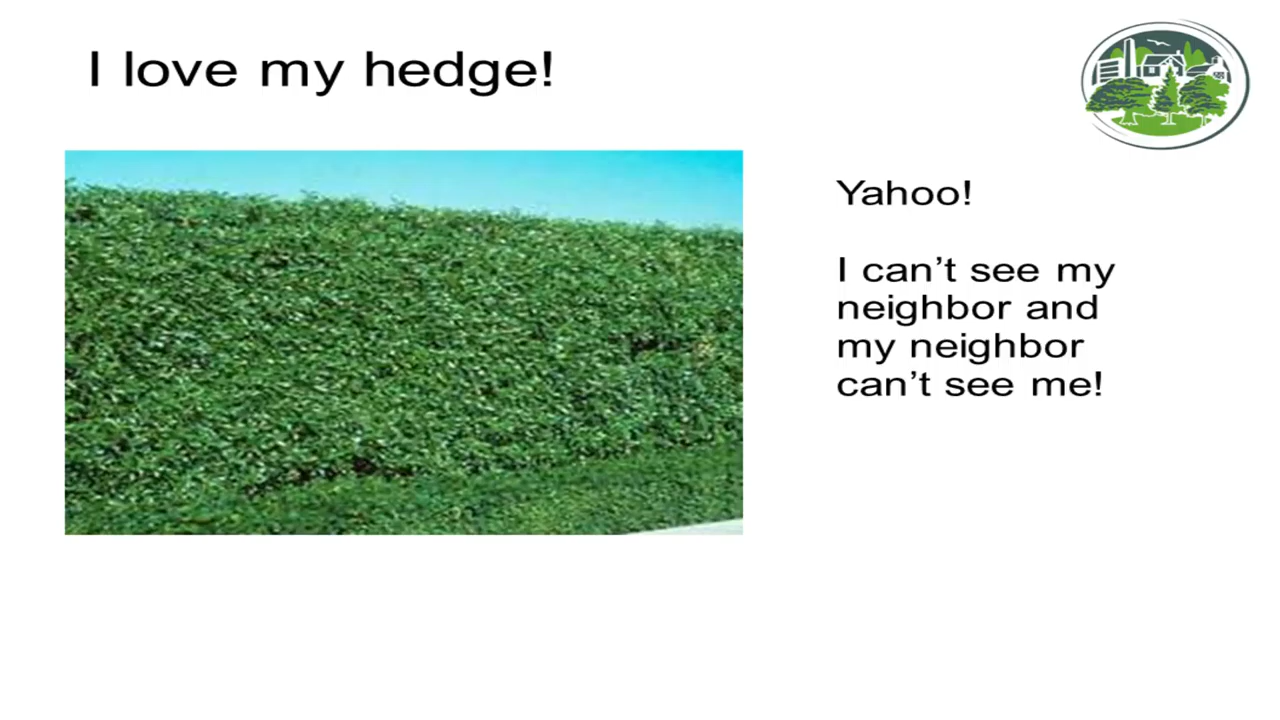 I love my hedge!
Yahoo!
I can’t see my
neighbor and
my neighbor
can’t see me!